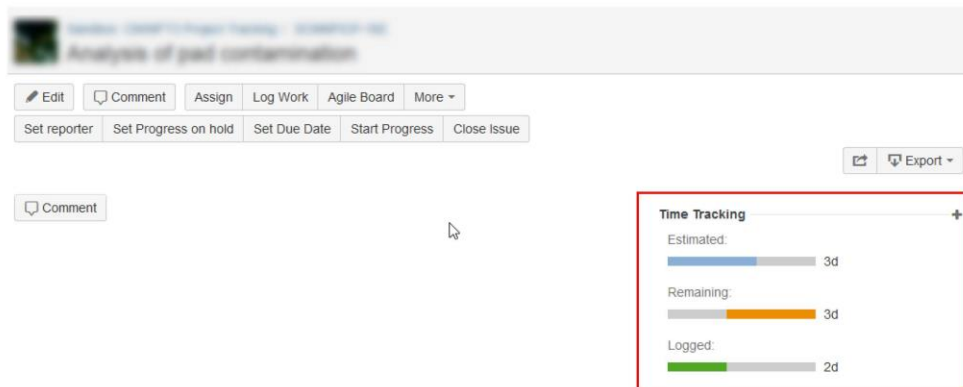 Analysis of pad contamination
Edit Comment Assign Log Work Agile Board More
Set reporter Set Progress on hold Set Due Date Start Progress Close Issue
Export
Comment
Time Tracking
Estimated:
3d
Remaining:
3d
Logged:
2d